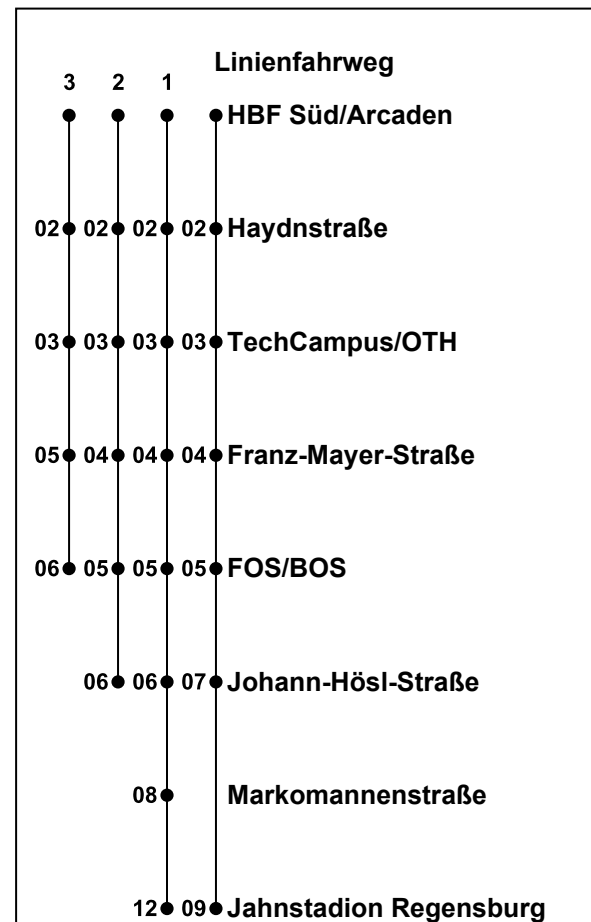 Linienfahrweg
3 2 1
HBF Süd/Arcaden
02 02 02 02 Haydnstraße
03 03 03 03 TechCampus/OTH
05 04 04 04 Franz-Mayer-Straße
06 05 05 05 FOS/BOS
06 06 07 Johann-Hösl-Straße
08 Markomannenstraße
12 09 Jahnstadion Regensburg